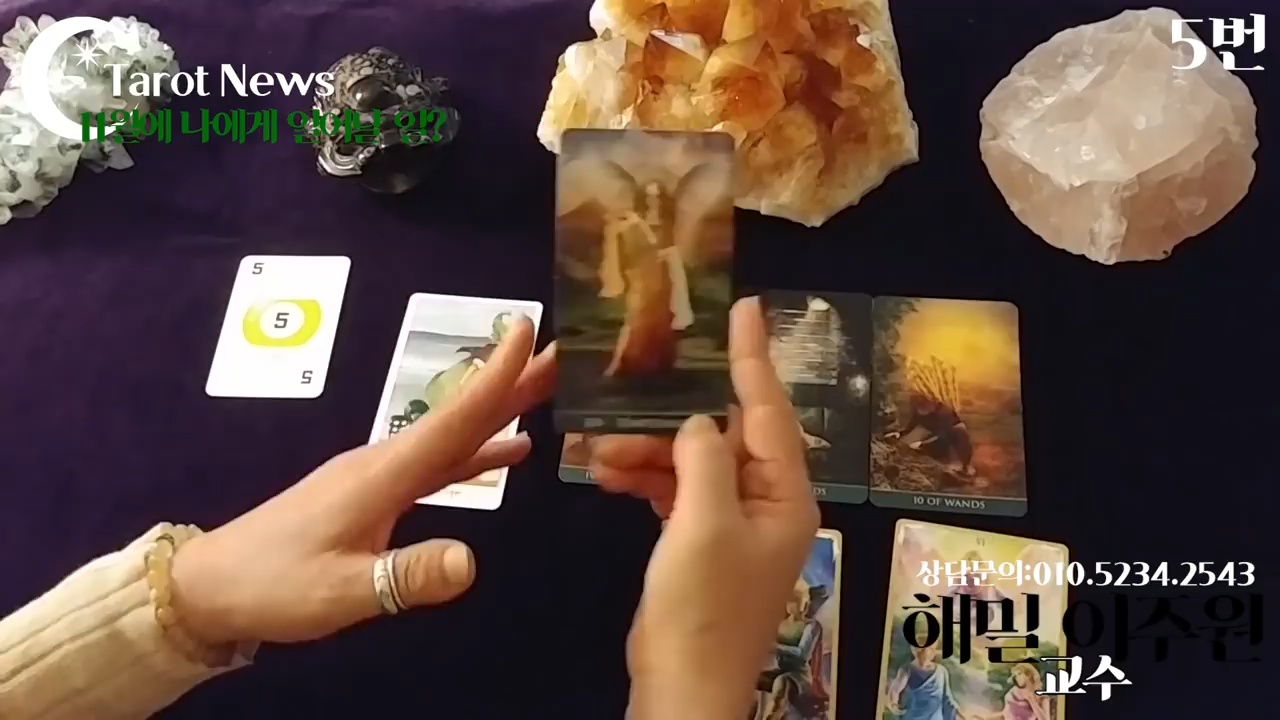 Tarot News
11월에 나에게 일어날 일?
5번
5
5
5
10 OF WANDS
VI
상담문의:010.5234.2543
해밀 이주원
교수